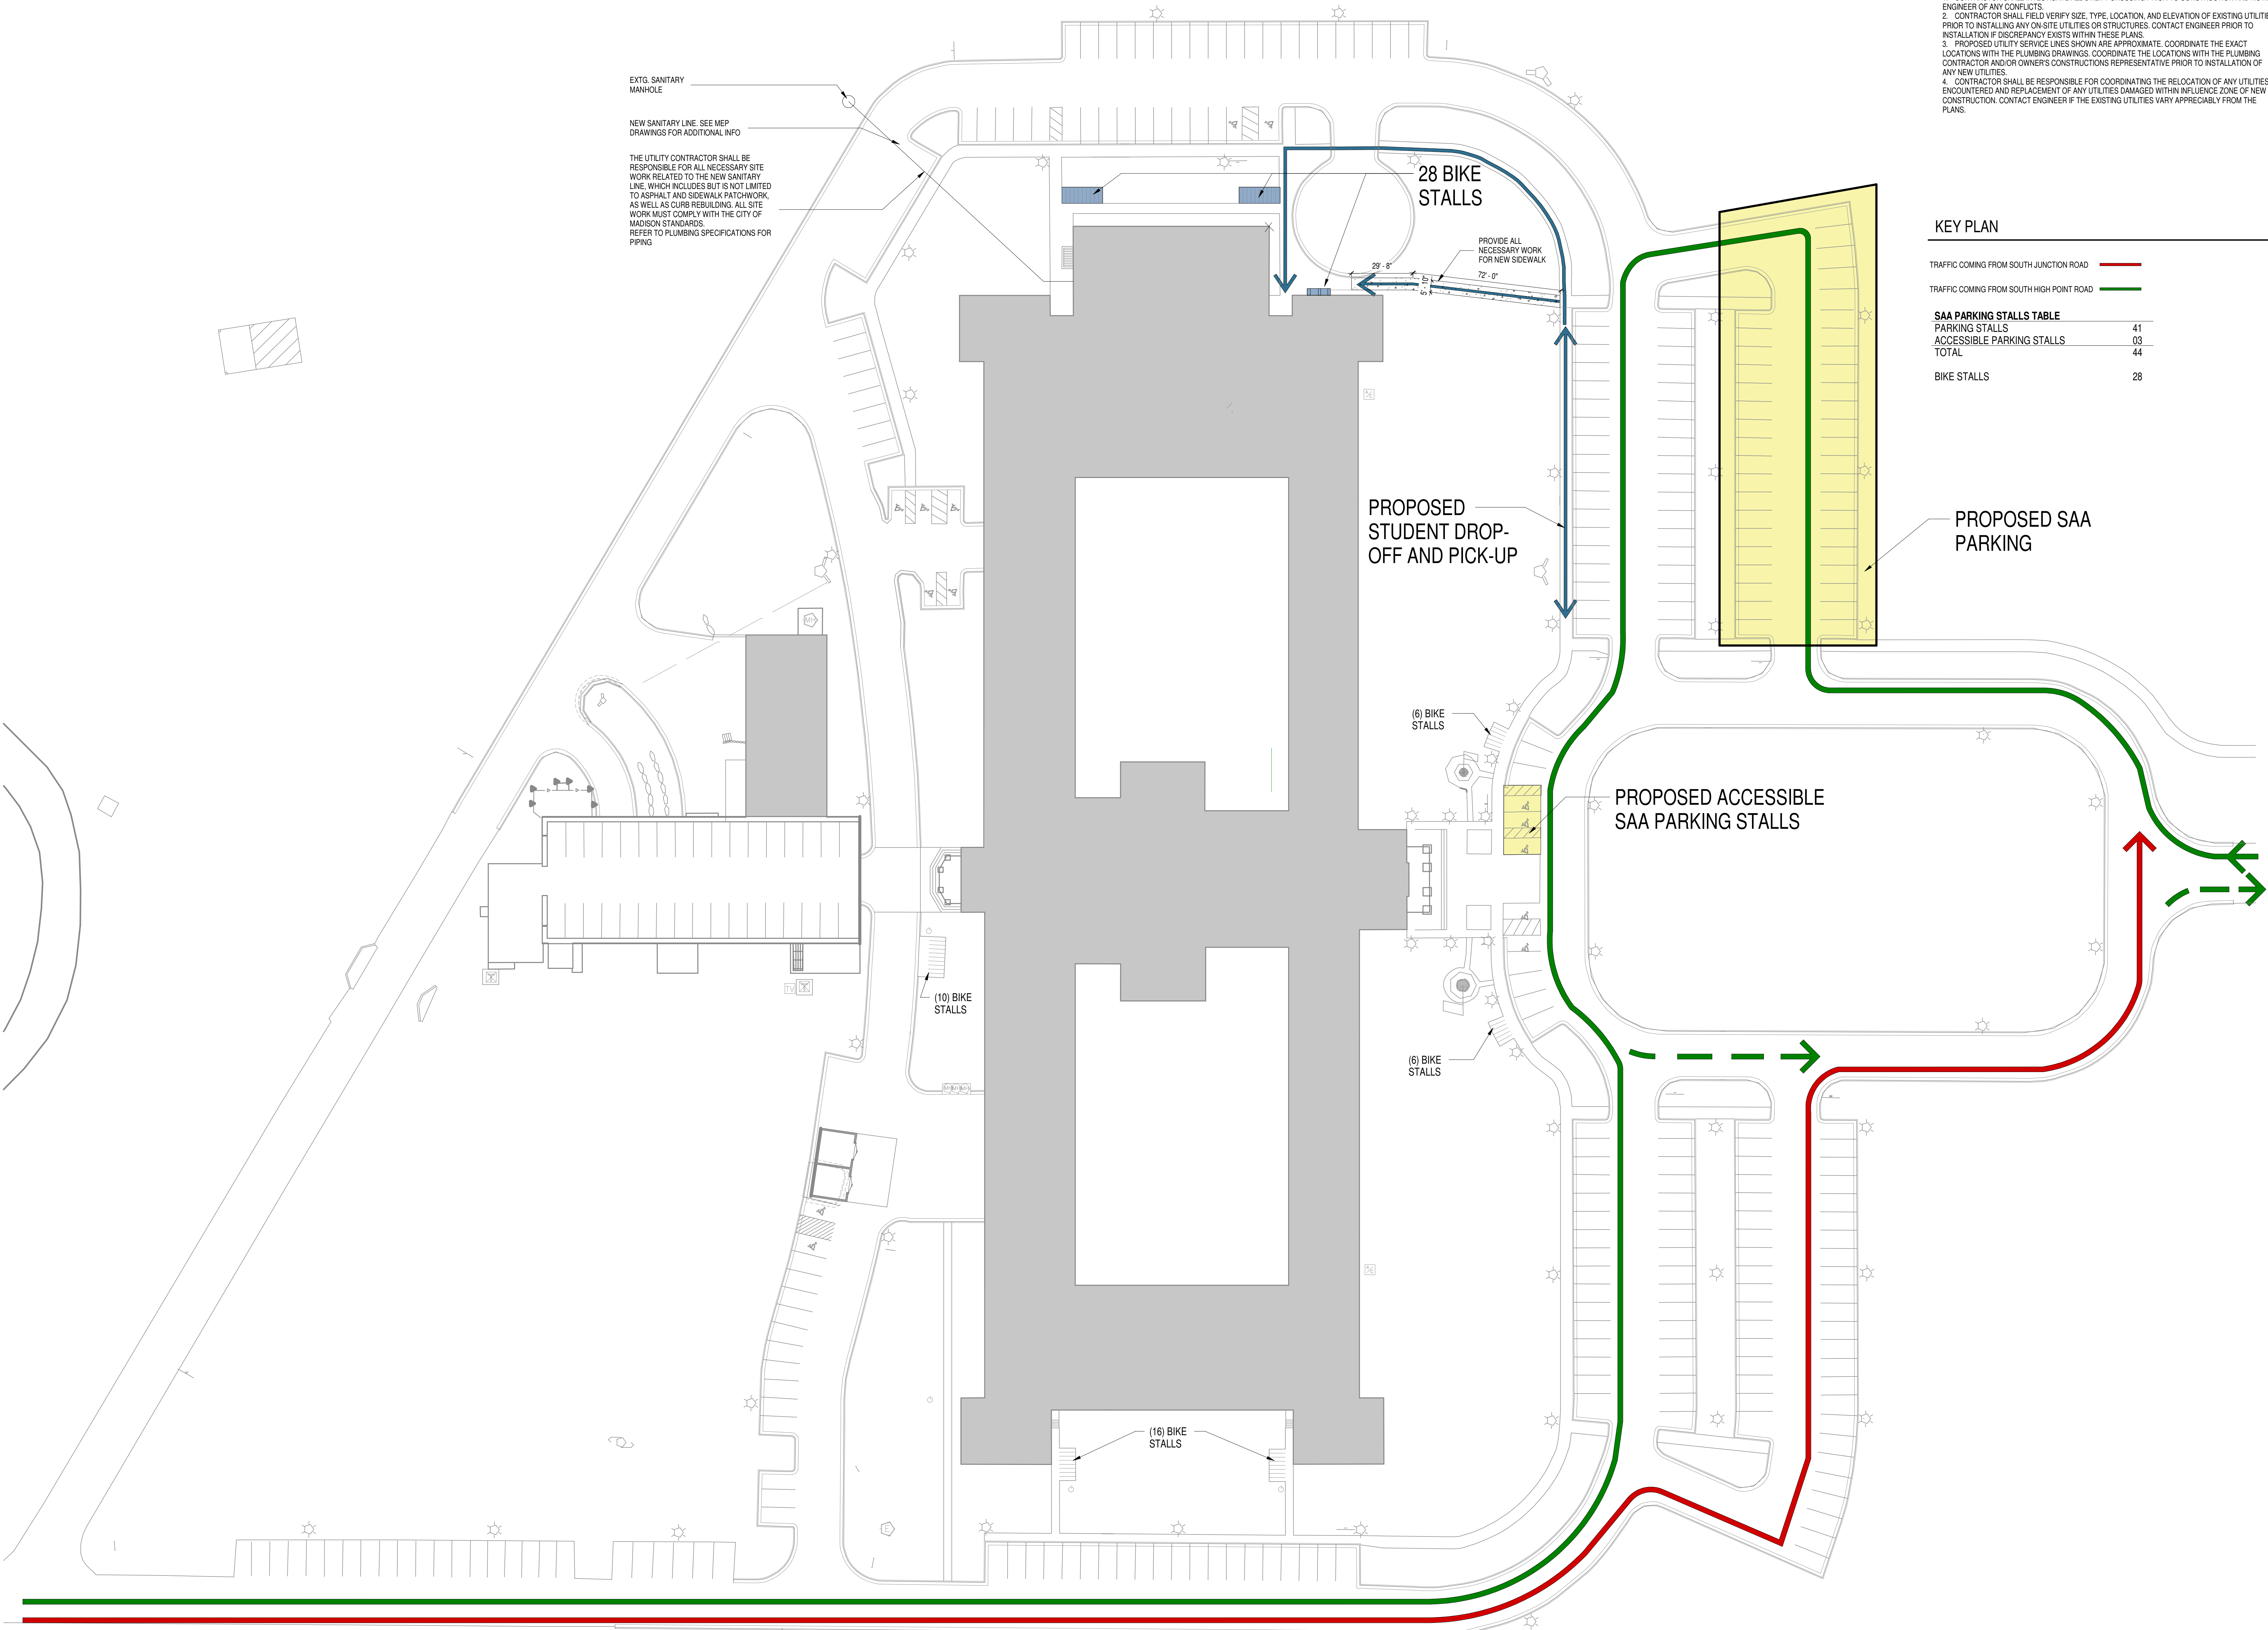 ENGINEER OF ANY CONFLICTS.
2. CONTRACTOR SHALL FIELD VERIFY SIZE, TYPE, LOCATION, AND ELEVATION OF EXISTING UTILITIE
PRIOR TO INSTALLING ANY ON-SITE UTILITIES OR STRUCTURES. CONTACT ENGINEER PRIOR TO
INSTALLATION IF DISCREPANCY EXISTS WITHIN THESE PLANS.
3. PROPOSED UTILITY SERVICE LINES SHOWN ARE APPROXIMATE. COORDINATE THE EXACT
LOCATIONS WITH THE PLUMBING DRAWINGS. COORDINATE THE LOCATIONS WITH THE PLUMBING
CONTRACTOR AND/OR OWNER'S CONSTRUCTIONS REPRESENTATIVE PRIOR TO INSTALLATION OF
ANY NEW UTILITIES.
4. CONTRACTOR SHALL BE RESPONSIBLE FOR COORDINATING THE RELOCATION OF ANY UTILITIES
ENCOUNTERED AND REPLACEMENT OF ANY UTILITIES DAMAGED WITHIN INFLUENCE ZONE OF NEW
CONSTRUCTION. CONTACT ENGINEER IF THE EXISTING UTILITIES VARY APPRECIABLY FROM THE
PLANS.
EXTG. SANITARY
MANHOLE
NEW SANITARY LINE. SEE MEP
DRAWINGS FOR ADDITIONAL INFO
THE UTILITY CONTRACTOR SHALL BE
RESPONSIBLE FOR ALL NECESSARY SITE
WORK RELATED TO THE NEW SANITARY
LINE, WHICH INCLUDES BUT IS NOT LIMITED
TO ASPHALT AND SIDEWALK PATCHWORK,
AS WELL AS CURB REBUILDING. ALL SITE
WORK MUST COMPLY WITH THE CITY OF
MADISON STANDARDS.
REFER TO PLUMBING SPECIFICATIONS FOR
PIPING
28 BIKE
STALLS
PROVIDE ALL
NECESSARY WORK
FOR NEW SIDEWALK
29' - 8"
72' - 0"
5' - 10"
KEY PLAN
TRAFFIC COMING FROM SOUTH JUNCTION ROAD
TRAFFIC COMING FROM SOUTH HIGH POINT ROAD
SAA PARKING STALLS TABLE
PARKING STALLS 41
ACCESSIBLE PARKING STALLS 03
TOTAL 44
BIKE STALLS 28
PROPOSED
STUDENT DROP-
OFF AND PICK-UP
PROPOSED SAA
PARKING
MH
(6) BIKE
STALLS
PROPOSED ACCESSIBLE
SAA PARKING STALLS
TV
(10) BIKE
STALLS
(6) BIKE
STALLS
(16) BIKE
STALLS
E